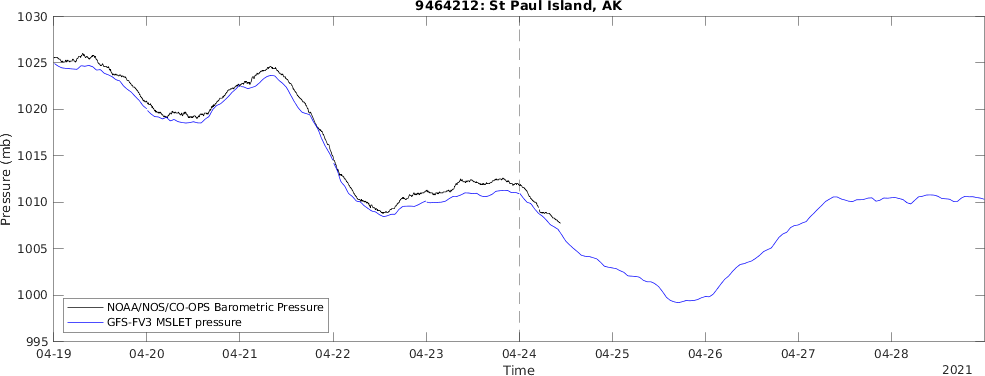 9464212: St Paul Island, AK
1030
1025
1020
1015
1010
1005
1000
995
Pressure (mb)
NOAA/NOS/CO-OPS Barometric Pressure
GFS-FV3 MSLET pressure
04-19 04-20 04-21 04-22 04-23 04-24 04-25 04-26 04-27 04-28
Time
2021